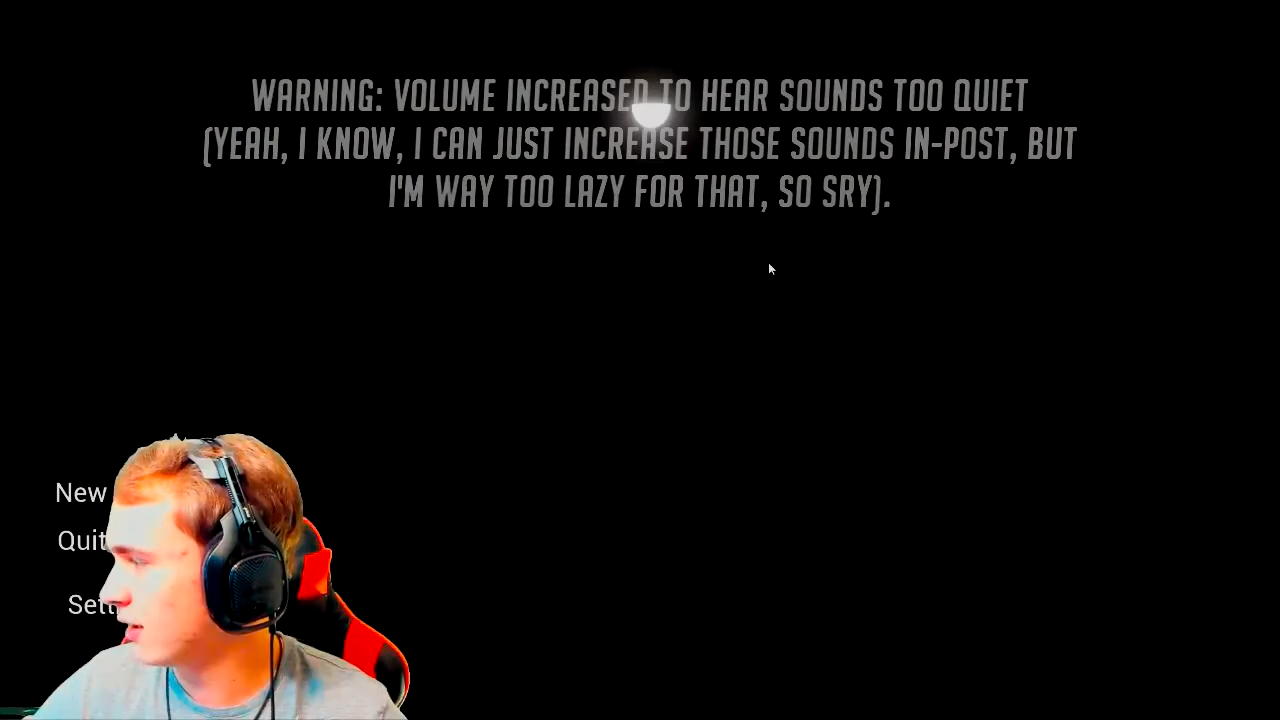 WARNING: VOLUME INCREASED TO HEAR SOUNDS TOO QUIET
(YEAH, I KNOW, I CAN JUST INCREASE THOSE SOUNDS IN-POST, BUT
I'M WAY TOO LAZY FOR THAT, SO SRY).
New
Quit
Sett